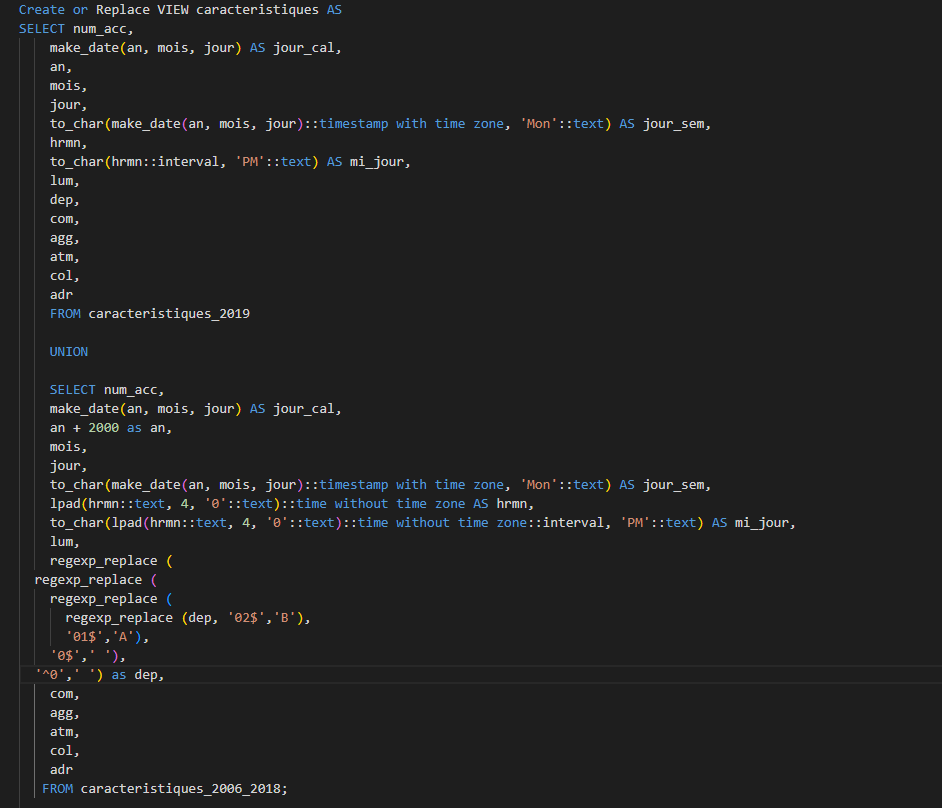 Create or Replace VIEW caracteristiques AS
SELECT num_acc,
make_date(an, mois, jour) AS jour_cal,
an,
mois,
jour,
to_char(make_date(an, mois, jour)::timestamp with time zone, 'Mon'::text) AS jour_sem,
hrmn,
to_char(hrmn::interval, 'PM'::text) AS mi_jour,
lum,
dep,
com,
agg,
atm,
col,
adr
FROM caracteristiques_2019
UNION
SELECT num_acc,
make_date(an, mois, jour) AS jour_cal,
an + 2000 as an,
mois,
jour,
to_char(make_date(an, mois, jour)::timestamp with time zone, 'Mon'::text) AS jour_sem,
lpad(hrmn::text, 4, '0'::text)::time without time zone AS hrmn,
to_char(lpad(hrmn::text, 4, '0'::text)::time without time zone::interval, 'PM'::text) AS mi_jour,
lum,
regexp_replace (
regexp_replace (
regexp_replace (
regexp_replace (dep, '02$','B'),
'01$','A'),
'0$',' '),
'^0',' ') as dep,
com,
agg,
atm,
col,
adr
FROM caracteristiques_2006_2018;